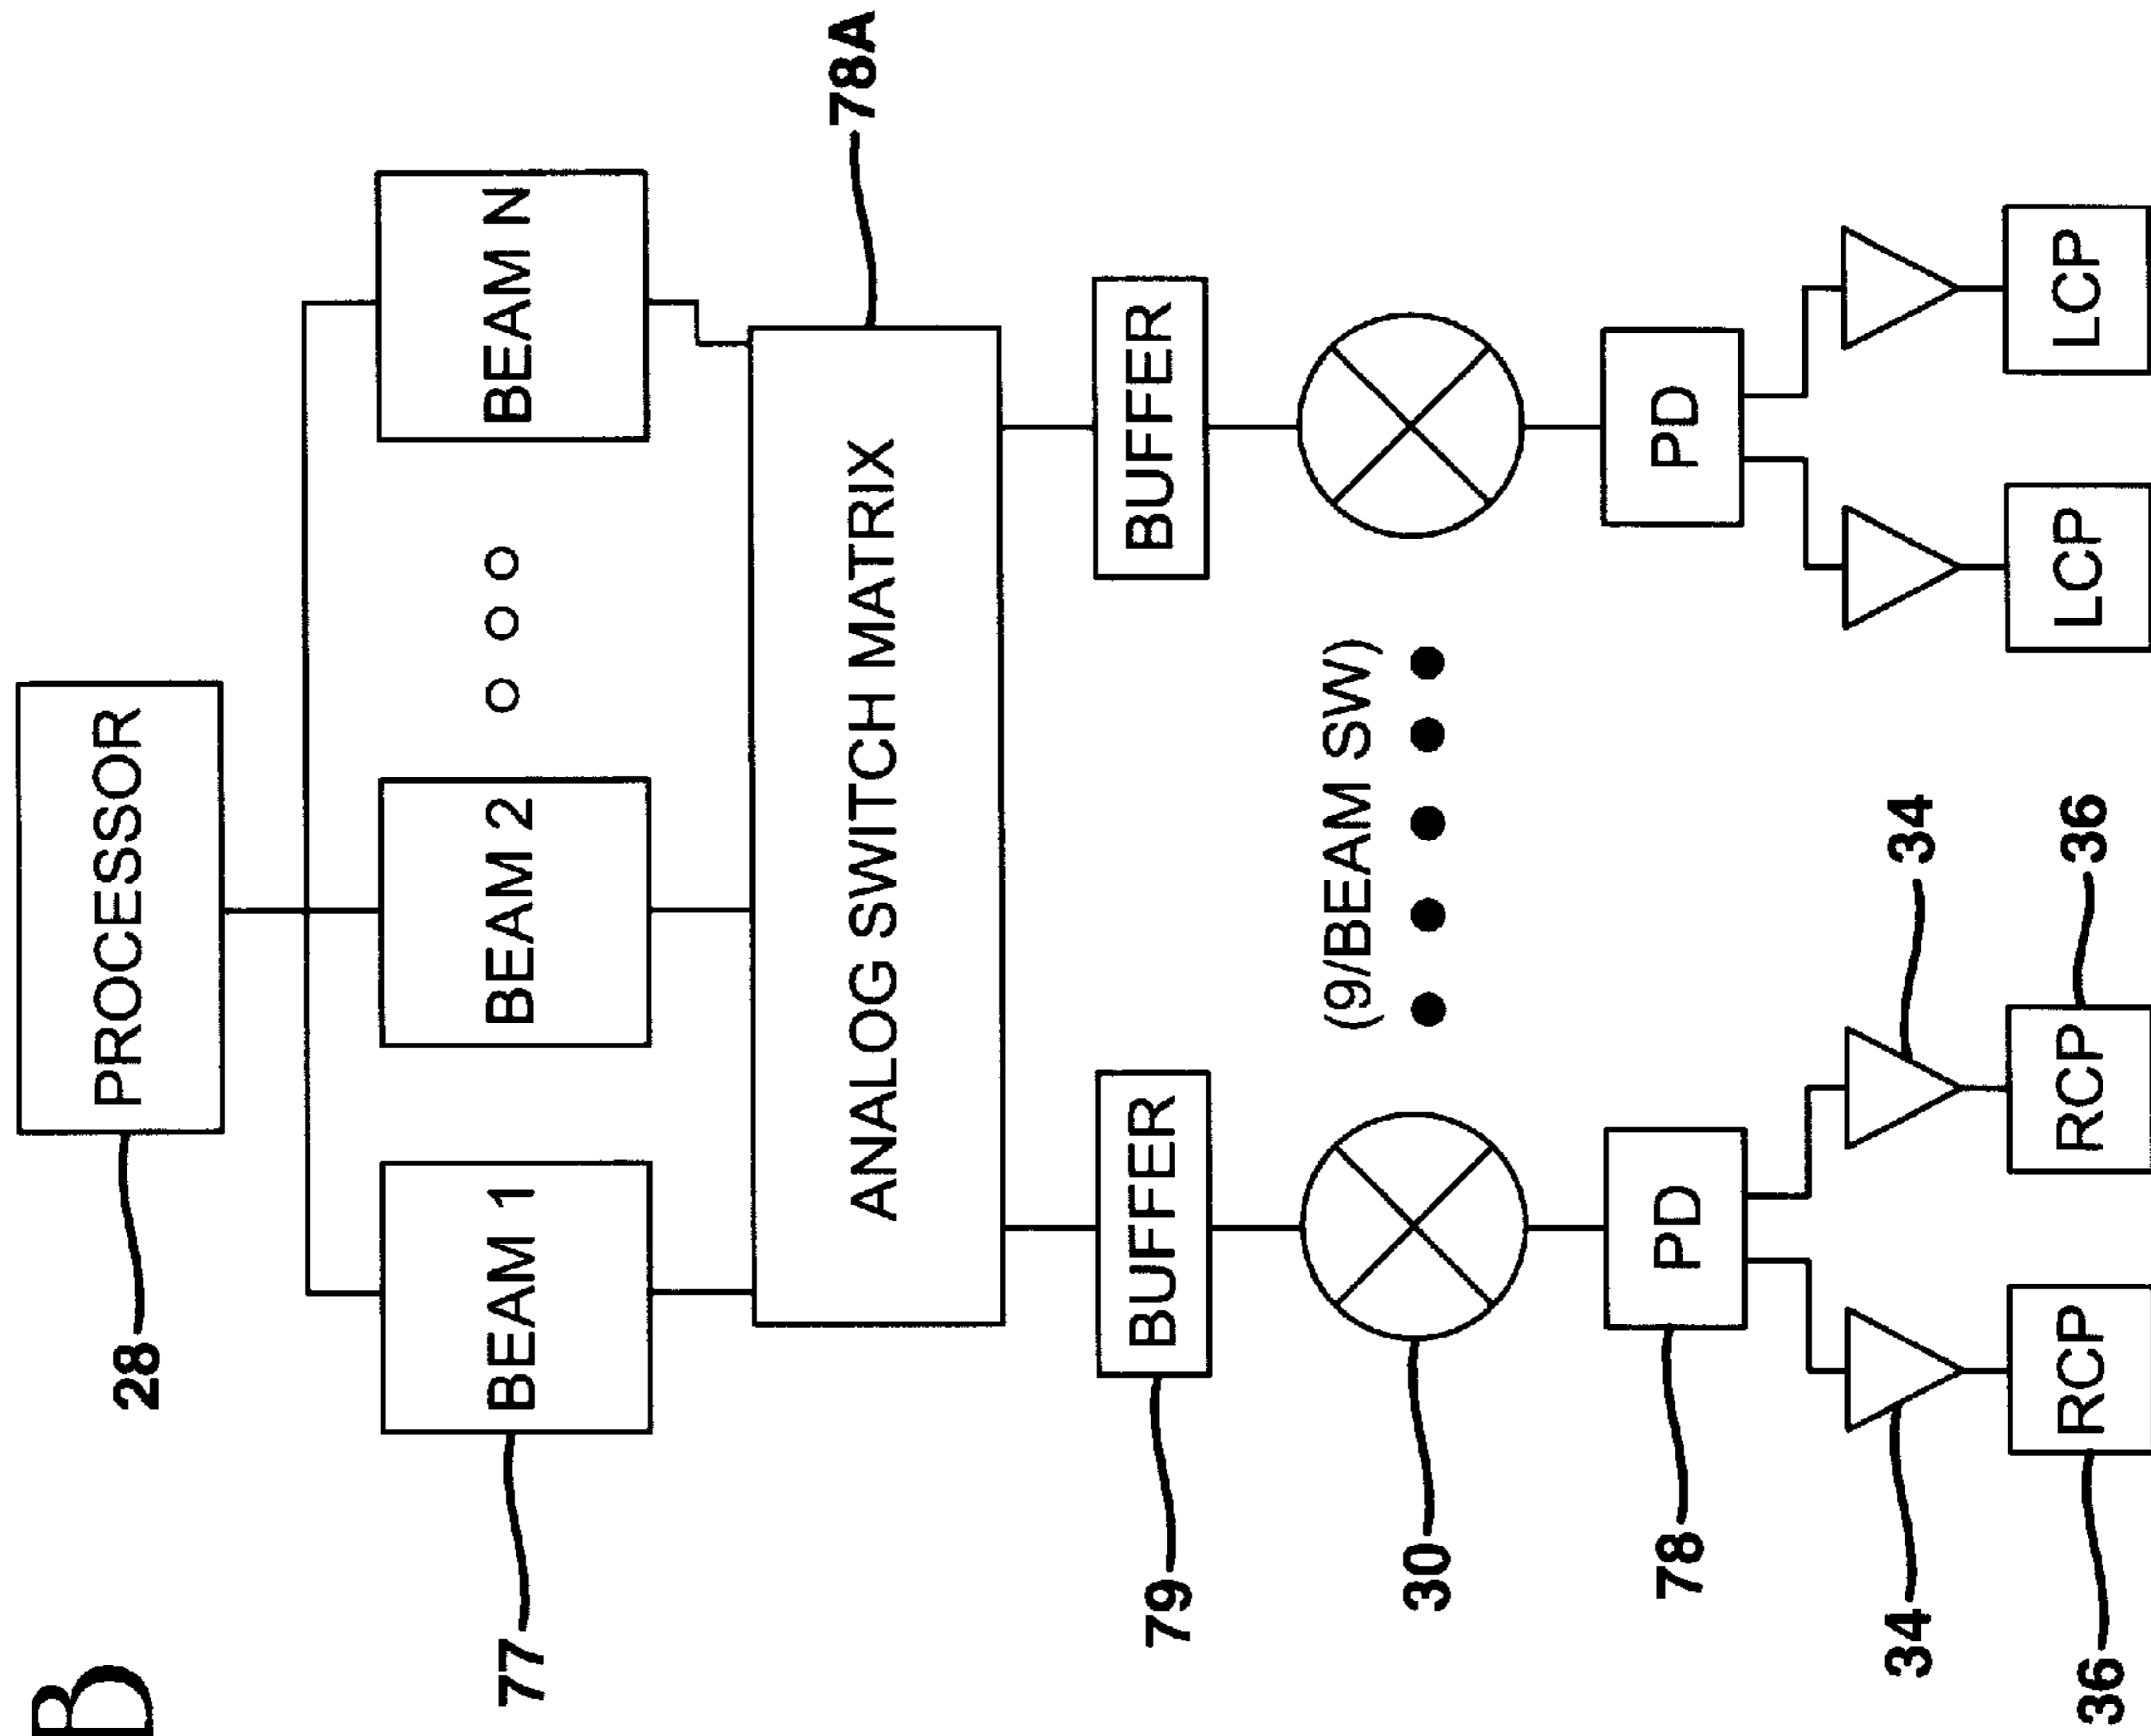 B
PROCESSOR
28
BEAM 1
BEAM 2
BEAM N
77
78A
ANALOG SWITCH MATRIX
BUFFER
BUFFER
79
(9/BEAM SW)
30
PD
PD
78
34
34
RCP
RCP
LCP
LCP
36
36